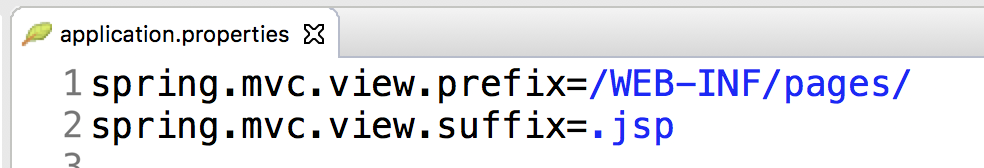 application.properties
1 spring.mvc.view.prefix=/WEB-INF/pages/
2 spring.mvc.view.suffix=.jsp
3